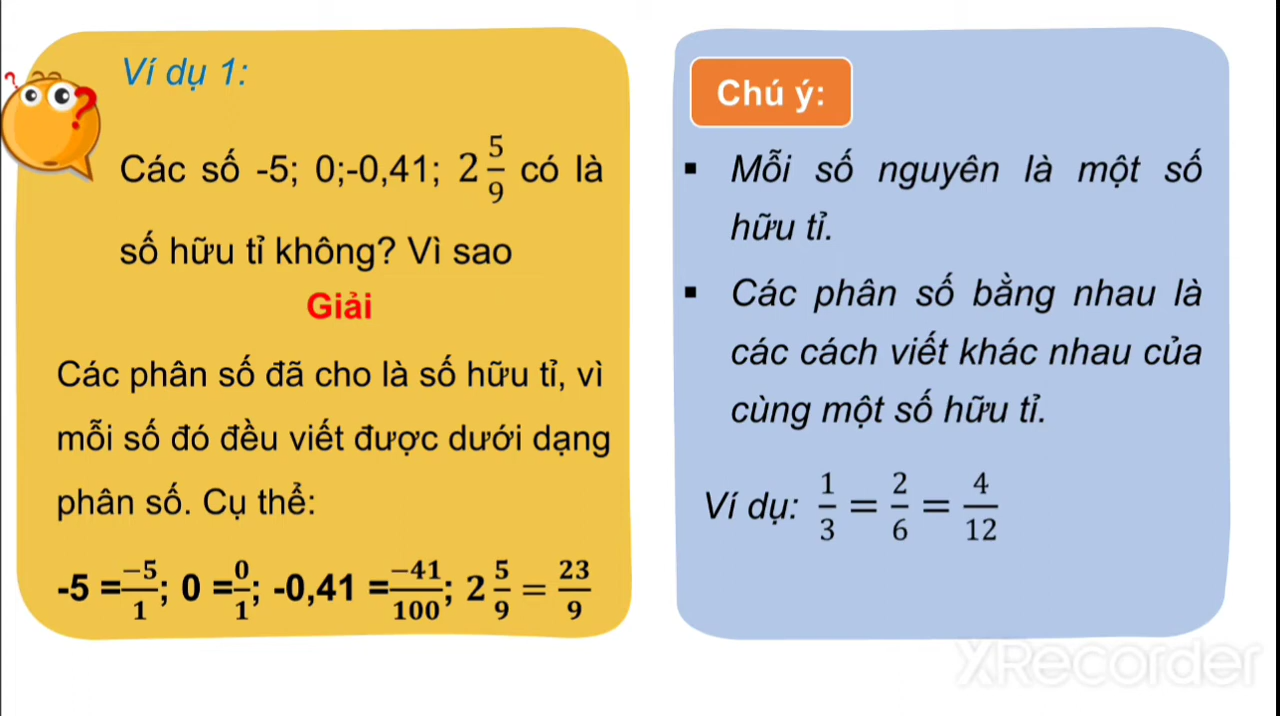 Ví dụ 1:
Các số -5; 0;-0,41; 2 5/9 có là
số hữu tỉ không? Vì sao
Giải
Các phân số đã cho là số hữu tỉ, vì
mỗi số đó đều viết được dưới dạng
phân số. Cụ thể:
-5 = -5/1; 0 = 0/1; -0,41 = -41/100; 2 5/9 = 23/9
Chú ý:
▪ Mỗi số nguyên là một số
hữu tỉ.
▪ Các phân số bằng nhau là
các cách viết khác nhau của
cùng một số hữu tỉ.
Ví dụ: 1/3 = 2/6 = 4/12
XRecorder